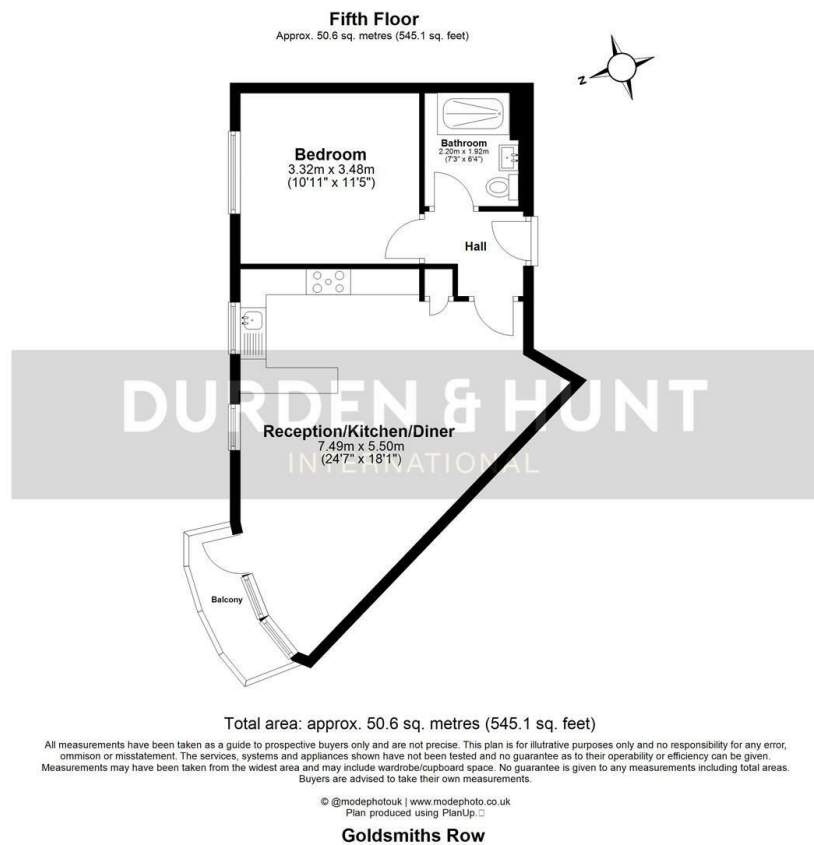 Fifth Floor
Approx. 50.6 sq. metres (545.1 sq. feet)
N
Bedroom
3.32m x 3.48m
(10'11" x 11'5")
Bathroom
2.20m x 1.92m
(7'3" x 6'4")
Hall
DURDEN & HUNT
INTERNATIONAL
Reception/Kitchen/Diner
7.49m x 5.50m
(24'7" x 18'1")
Balcony
Total area: approx. 50.6 sq. metres (545.1 sq. feet)
All measurements have been taken as a guide to prospective buyers only and are not precise. This plan is for illutrative purposes only and no responsibility for any error,
ommison or misstatement. The services, systems and appliances shown have not been tested and no guarantee as to their operability or efficiency can be given.
Measurements may have been taken from the widest area and may include wardrobe/cupboard space. No guarantee is given to any measurements including total areas.
Buyers are advised to take their own measurements.
© @modephotouk | www.modephoto.co.uk
Plan produced using PlanUp.
Goldsmiths Row